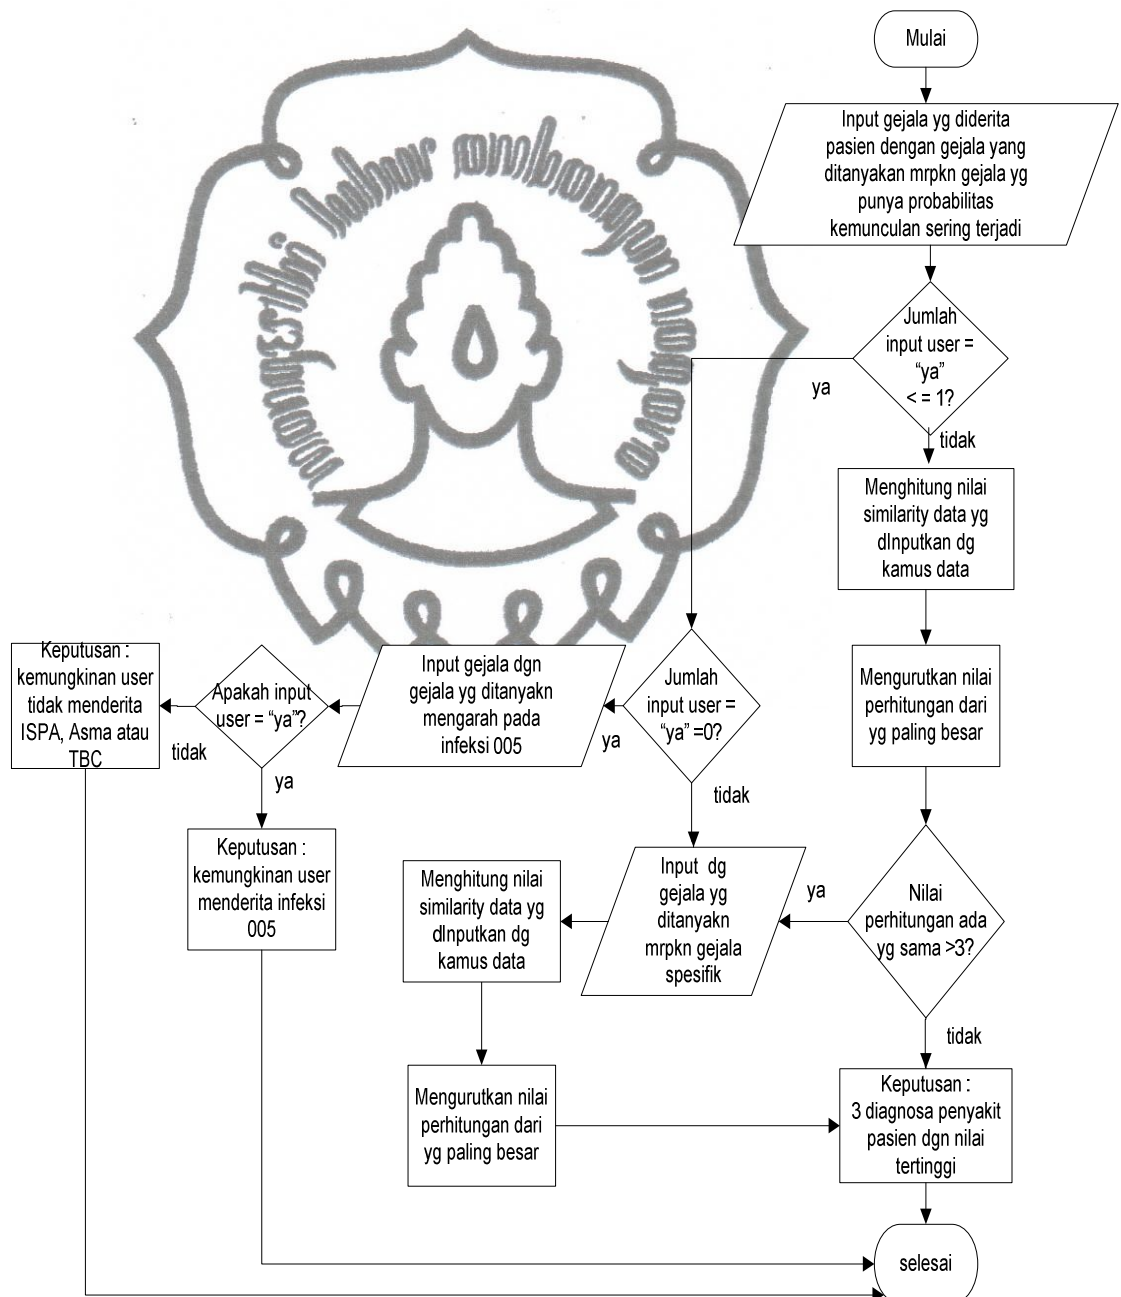 Mulai
Input gejala yg diderita
pasien dengan gejala yang
ditanyakan mrpkn gejala yg
punya probabilitas
kemunculan sering terjadi
Jumlah
input user =
“ya”
< = 1?
ya
tidak
Menghitung nilai
similarity data yg
dInputkan dg
kamus data
Mengurutkan nilai
perhitungan dari
yg paling besar
Nilai
perhitungan ada
yg sama >3?
ya
tidak
Keputusan :
3 diagnosa penyakit
pasien dgn nilai
tertinggi
selesai
Jumlah
input user =
“ya” =0?
ya
tidak
Input gejala dgn
gejala yg ditanyakn
mengarah pada
infeksi 005
Apakah input
user = “ya”?
tidak
ya
Keputusan :
kemungkinan user
tidak menderita
ISPA, Asma atau
TBC
Keputusan :
kemungkinan user
menderita infeksi
005
Input dg
gejala yg
ditanyakn
mrpkn gejala
spesifik
Menghitung nilai
similarity data yg
dInputkan dg
kamus data
Mengurutkan nilai
perhitungan dari
yg paling besar